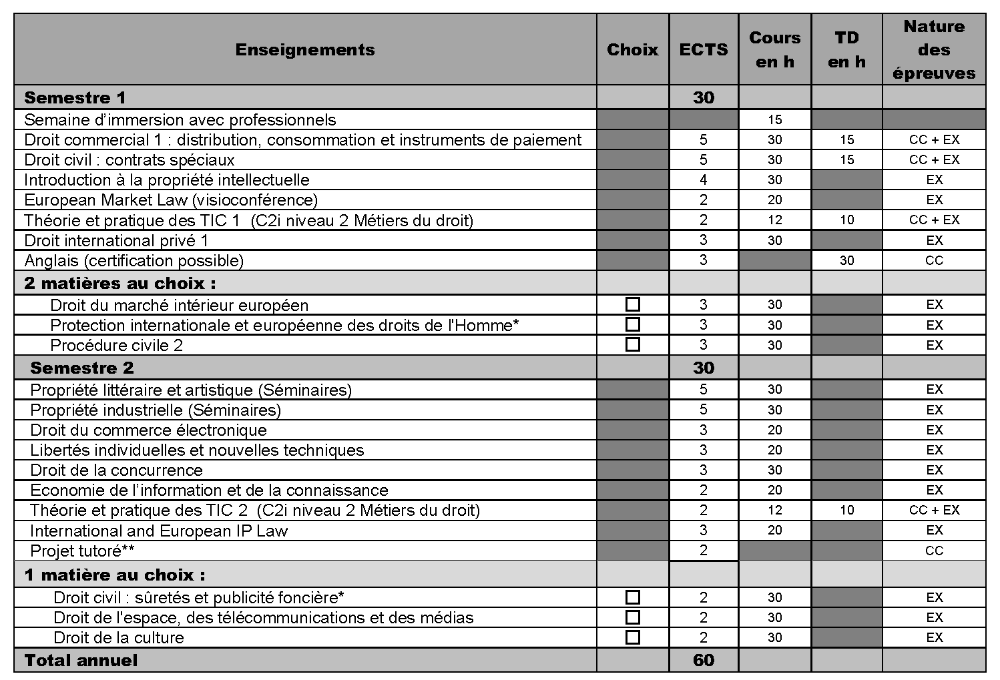 Enseignements Choix ECTS Cours en h TD en h Nature des épreuves
Semestre 1 30
Semaine d’immersion avec professionnels 15
Droit commercial 1 : distribution, consommation et instruments de paiement 5 30 15 CC + EX
Droit civil : contrats spéciaux 5 30 15 CC + EX
Introduction à la propriété intellectuelle 4 30 EX
European Market Law (visioconférence) 2 20 EX
Théorie et pratique des TIC 1 (C2i niveau 2 Métiers du droit) 2 12 10 CC + EX
Droit international privé 1 3 30 EX
Anglais (certification possible) 3 30 CC
2 matières au choix :
Droit du marché intérieur européen 3 30 EX
Protection internationale et européenne des droits de l'Homme* 3 30 EX
Procédure civile 2 3 30 EX
Semestre 2 30
Propriété littéraire et artistique (Séminaires) 5 30 EX
Propriété industrielle (Séminaires) 5 30 EX
Droit du commerce électronique 3 20 EX
Libertés individuelles et nouvelles techniques 3 20 EX
Droit de la concurrence 3 30 EX
Economie de l’information et de la connaissance 2 20 EX
Théorie et pratique des TIC 2 (C2i niveau 2 Métiers du droit) 2 12 10 CC + EX
International and European IP Law 3 20 EX
Projet tutoré** 2 CC
1 matière au choix :
Droit civil : sûretés et publicité foncière* 2 30 EX
Droit de l'espace, des télécommunications et des médias 2 30 EX
Droit de la culture 2 30 EX
Total annuel 60